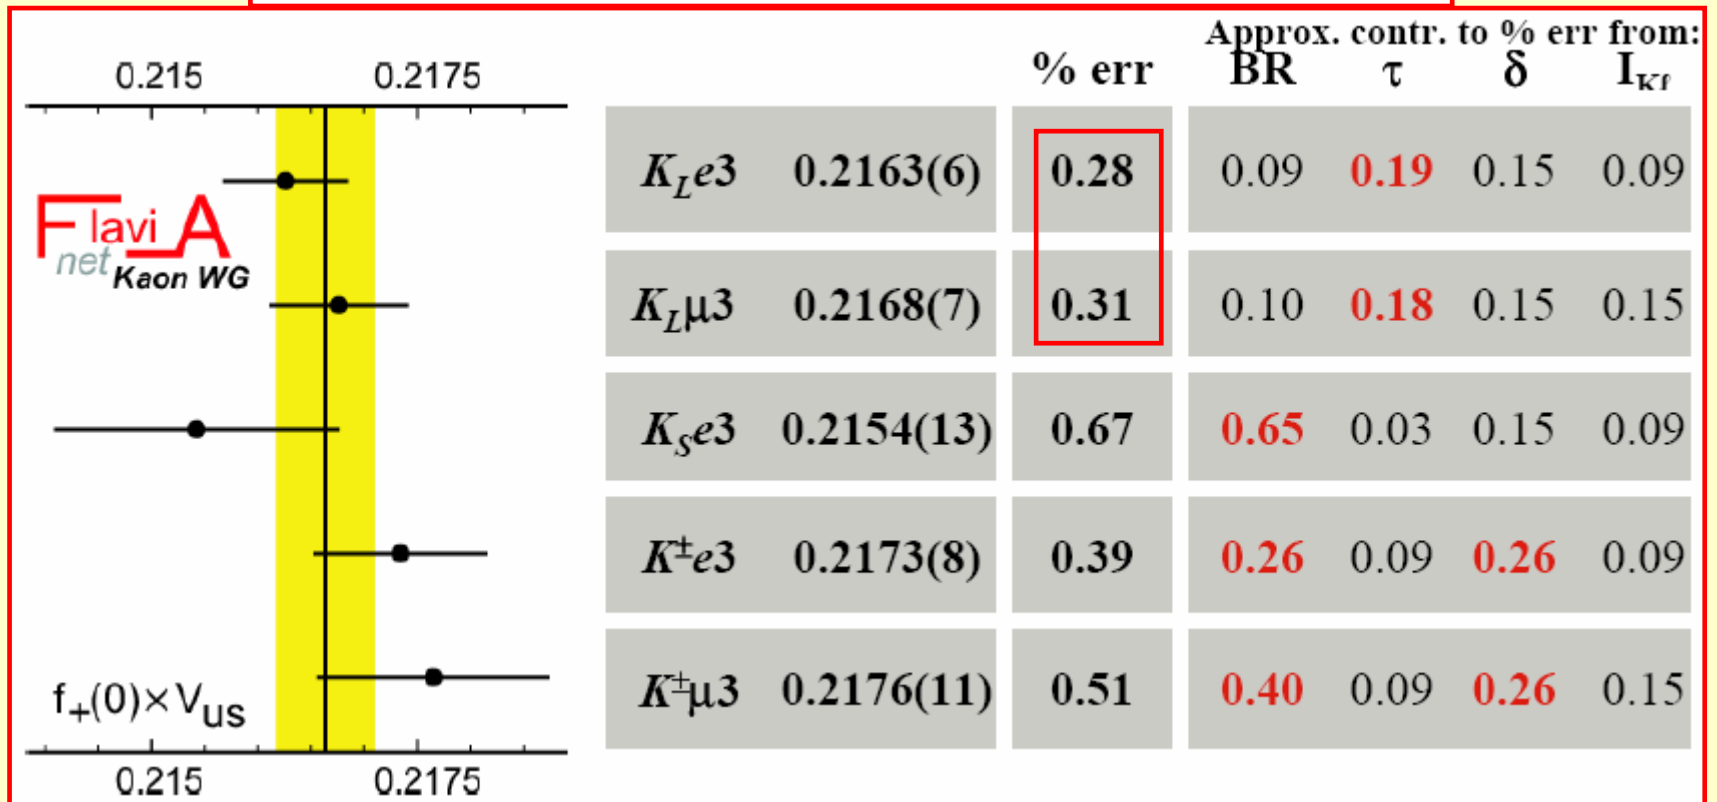 Approx. contr. to % err from:
0.215 0.2175 % err BR τ δ I_Kℓ
K_Le3 0.2163(6) 0.28 0.09 0.19 0.15 0.09
FlaviA
net Kaon WG
K_Lμ3 0.2168(7) 0.31 0.10 0.18 0.15 0.15
K_Se3 0.2154(13) 0.67 0.65 0.03 0.15 0.09
K±e3 0.2173(8) 0.39 0.26 0.09 0.26 0.09
K±μ3 0.2176(11) 0.51 0.40 0.09 0.26 0.15
f₊(0)×V_us
0.215 0.2175